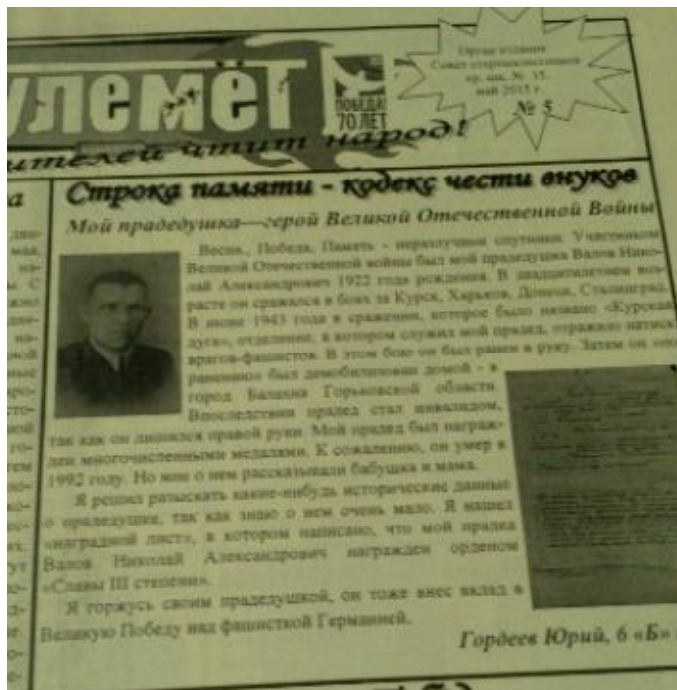 улемёт
ПОБЕДА!
70 ЛЕТ
Орган издания
Совет старшеклассников
ср. шк. № 15.
май 2015 г.
№ 5
ителей чтит народ!
Строка памяти - кодекс чести внуков
Мой прадедушка—герой Великой Отечественной Войны
Весна, Победа, Память - неразлучные спутники. Участником
Великой Отечественной войны был мой прадедушка Валов Нико-
лай Александрович 1922 года рождения. В двадцатилетнем воз-
расте он сражался в боях за Курск, Харьков, Донецк, Сталинград.
В июне 1943 года в сражении, которое было названо «Курская
дуга», отделение, в котором служил мой прадед, отражало натиск
врагов-фашистов. В этом бою он был ранен в руку. Затем он «по
ранению» был демобилизован домой - в
город Балахна Горьковской области.
Впоследствии прадед стал инвалидом,
так как он лишился правой руки. Мой прадед был награж-
ден многочисленными медалями. К сожалению, он умер в
1992 году. Но мне о нем рассказывали бабушка и мама.
Я решил разыскать какие-нибудь исторические данные
о прадедушке, так как знаю о нем очень мало. Я нашел
«наградной лист», в котором написано, что мой прадед
Валов Николай Александрович награжден орденом
«Славы III степени».
Я горжусь своим прадедушкой, он тоже внес вклад в
Великую Победу над фашисткой Германией.
Гордеев Юрий, 6 «Б»